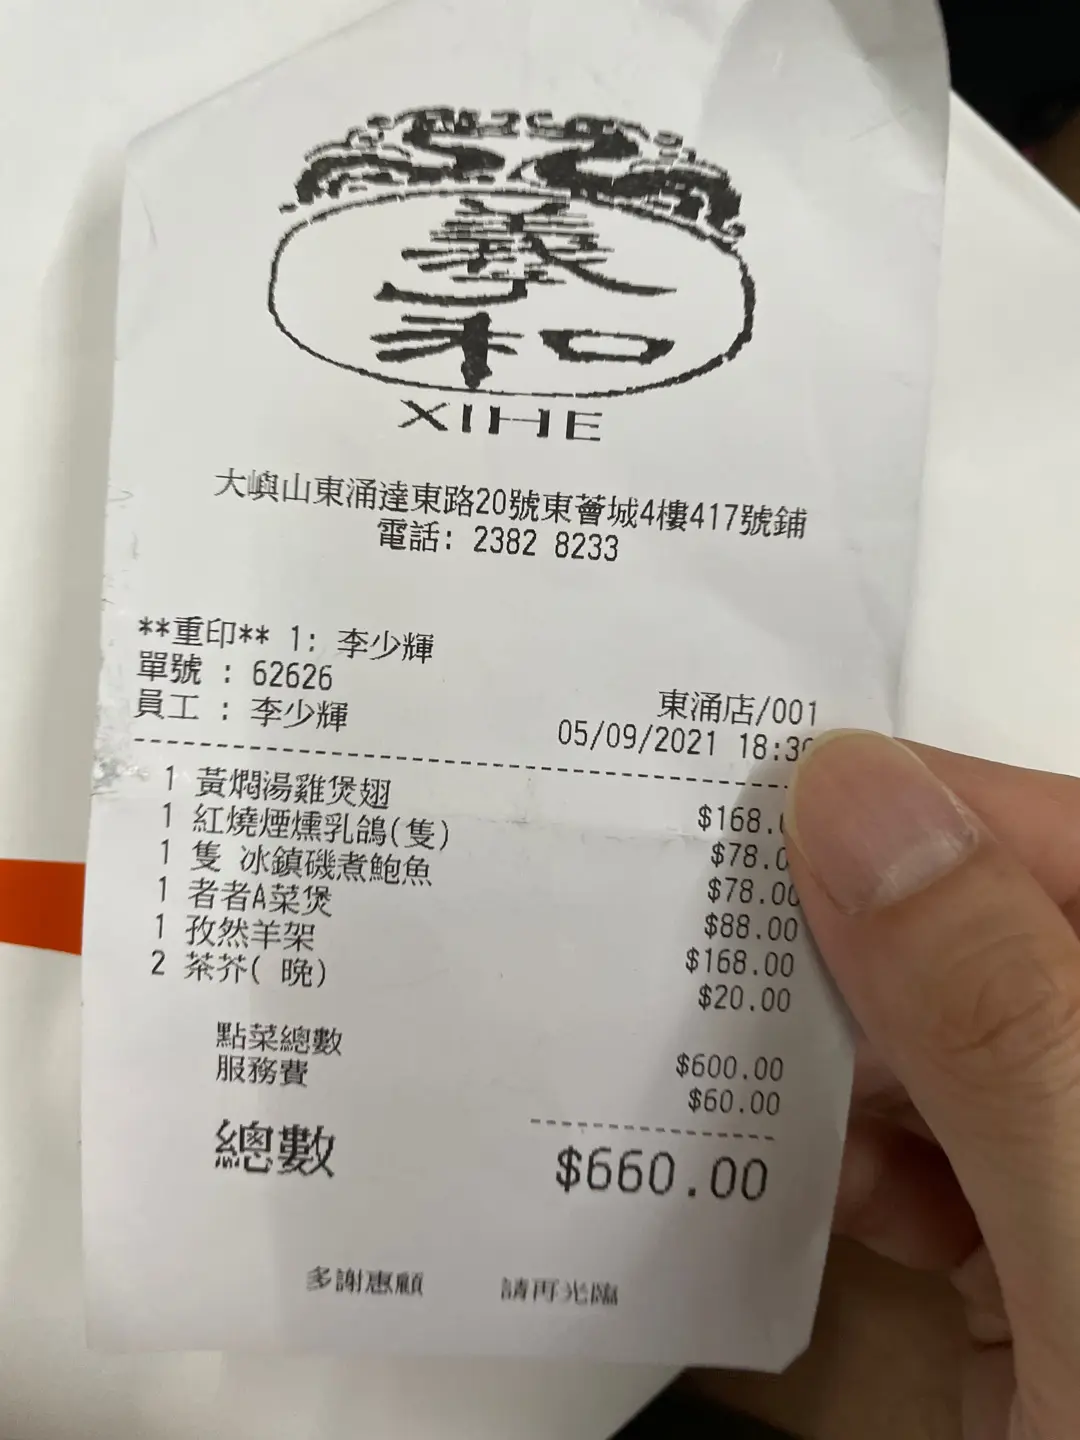 義和
XIHE
大嶼山東涌達東路20號東薈城4樓417號鋪
電話: 2382 8233
**重印** 1: 李少輝
單號 : 62626
員工 : 李少輝
東涌店/001
05/09/2021 18:3
1 黃燜湯雞煲翅 $168.
1 紅燒煙燻乳鴿(隻) $78.0
1 隻 冰鎮磯煮鮑魚 $78.00
1 者者A菜煲 $88.00
1 孜然羊架 $168.00
2 茶芥( 晚) $20.00
點菜總數 $600.00
服務費 $60.00
總數 $660.00
多謝惠顧 請再光臨